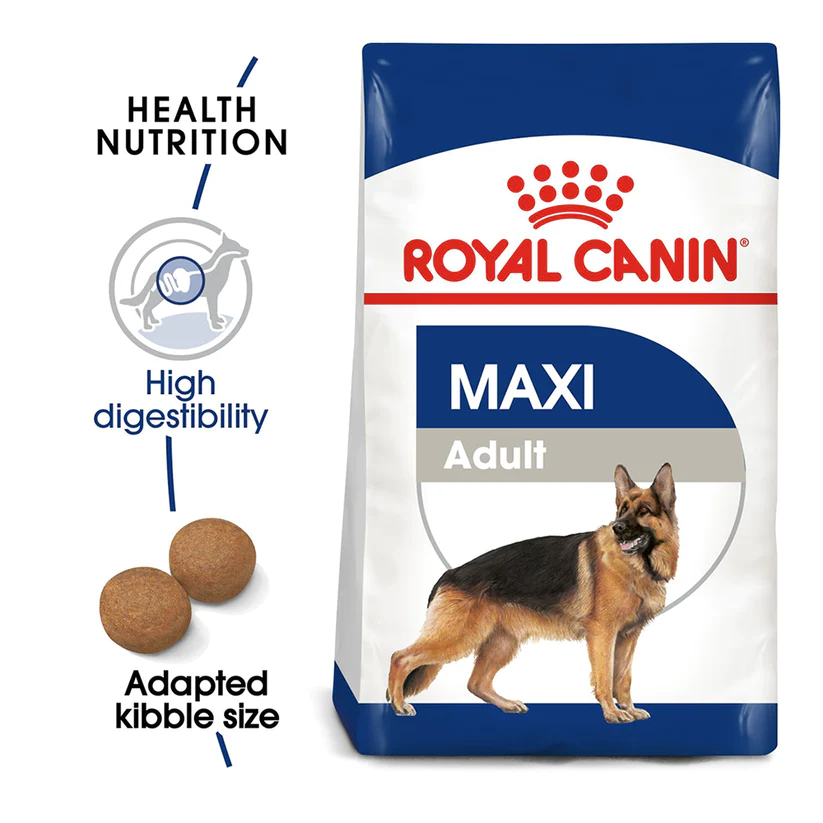 HEALTH
NUTRITION
High
digestibility
Adapted
kibble size
ROYAL CANIN®
MAXI
Adult